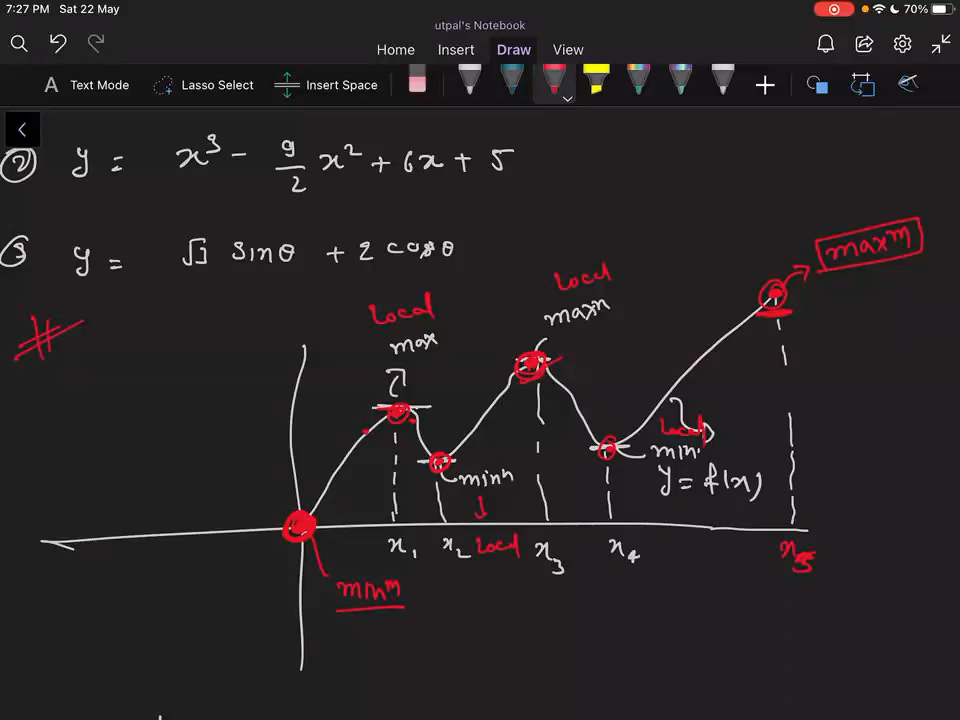 7:27 PM Sat 22 May 70%
utpal's Notebook
Home Insert Draw View
A Text Mode Lasso Select Insert Space
② y = x³ - 9/2 x² + 6x + 5
③ y = √3 sinθ + 2 cosθ
maxm
Local
maxm
Local
max
Local
min.
minm
y = f(x)
x₁ x₂ Local x₃ x₄ x₅
minm